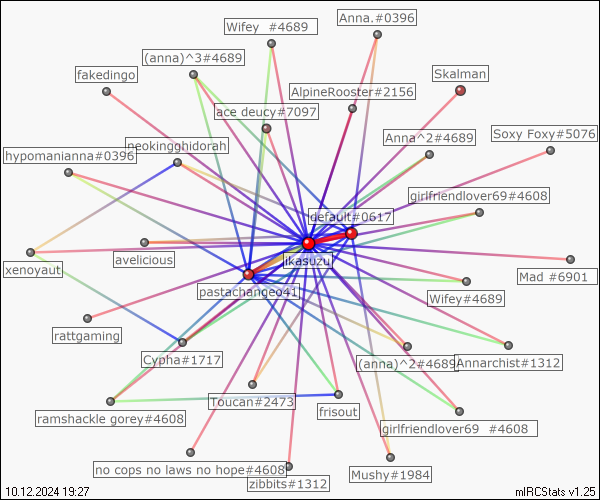 Anna.#0396
Wifey #4689
(anna)^3#4689
fakedingo
Skalman
AlpineRooster#2156
ace deucy#7097
Soxy Foxy#5076
Anna^2#4689
neokingghidorah
hypomanianna#0396
girlfriendlover69#4608
default#0617
avelicious
ikasuzu
xenoyaut
Mad #6901
pastachangeo41
Wifey#4689
rattgaming
Cypha#1717
(anna)^2#4689
Annarchist#1312
Toucan#2473
frisout
ramshackle gorey#4608
girlfriendlover69 #4608
no cops no laws no hope#4608
Mushy#1984
zibbits#1312
10.12.2024 19:27
mIRCStats v1.25